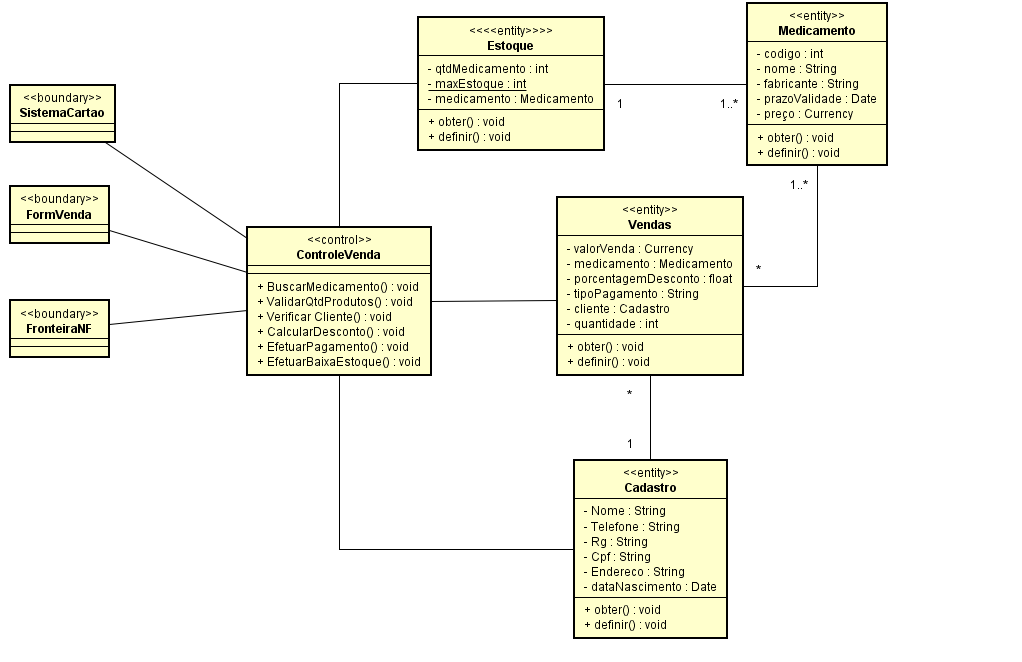 <<boundary>>
SistemaCartao
<<boundary>>
FormVenda
<<boundary>>
FronteiraNF
<<control>>
ControleVenda
+ BuscarMedicamento() : void
+ ValidarQtdProdutos() : void
+ Verificar Cliente() : void
+ CalcularDesconto() : void
+ EfetuarPagamento() : void
+ EfetuarBaixaEstoque() : void
<<<<entity>>>>
Estoque
- qtdMedicamento : int
- maxEstoque : int
- medicamento : Medicamento
+ obter() : void
+ definir() : void
1
1..*
<<entity>>
Medicamento
- codigo : int
- nome : String
- fabricante : String
- prazoValidade : Date
- preço : Currency
+ obter() : void
+ definir() : void
1..*
*
<<entity>>
Vendas
- valorVenda : Currency
- medicamento : Medicamento
- porcentagemDesconto : float
- tipoPagamento : String
- cliente : Cadastro
- quantidade : int
+ obter() : void
+ definir() : void
*
1
<<entity>>
Cadastro
- Nome : String
- Telefone : String
- Rg : String
- Cpf : String
- Endereco : String
- dataNascimento : Date
+ obter() : void
+ definir() : void